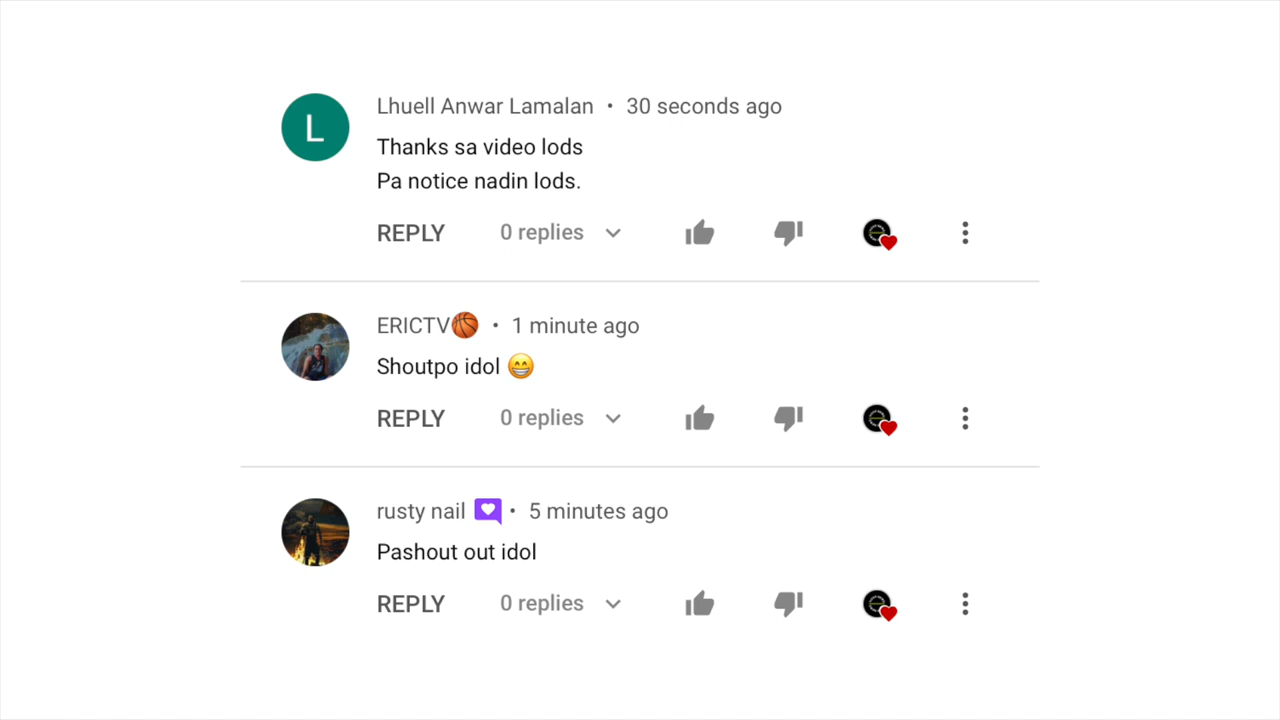 L
Lhuell Anwar Lamalan • 30 seconds ago
Thanks sa video lods
Pa notice nadin lods.
REPLY 0 replies
ERICTV🏀 • 1 minute ago
Shoutpo idol 😁
REPLY 0 replies
rusty nail • 5 minutes ago
Pashout out idol
REPLY 0 replies